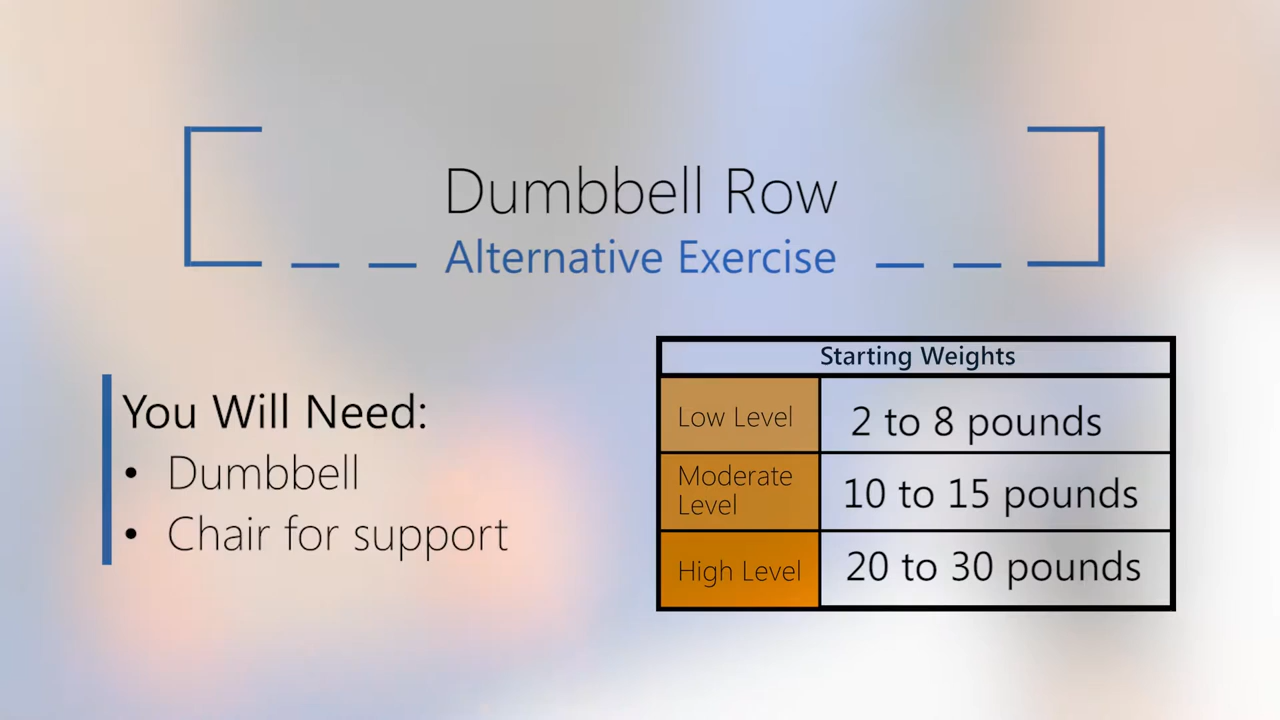 Dumbbell Row
Alternative Exercise
You Will Need:
• Dumbbell
• Chair for support
Starting Weights
Low Level 2 to 8 pounds
Moderate
Level
10 to 15 pounds
High Level 20 to 30 pounds